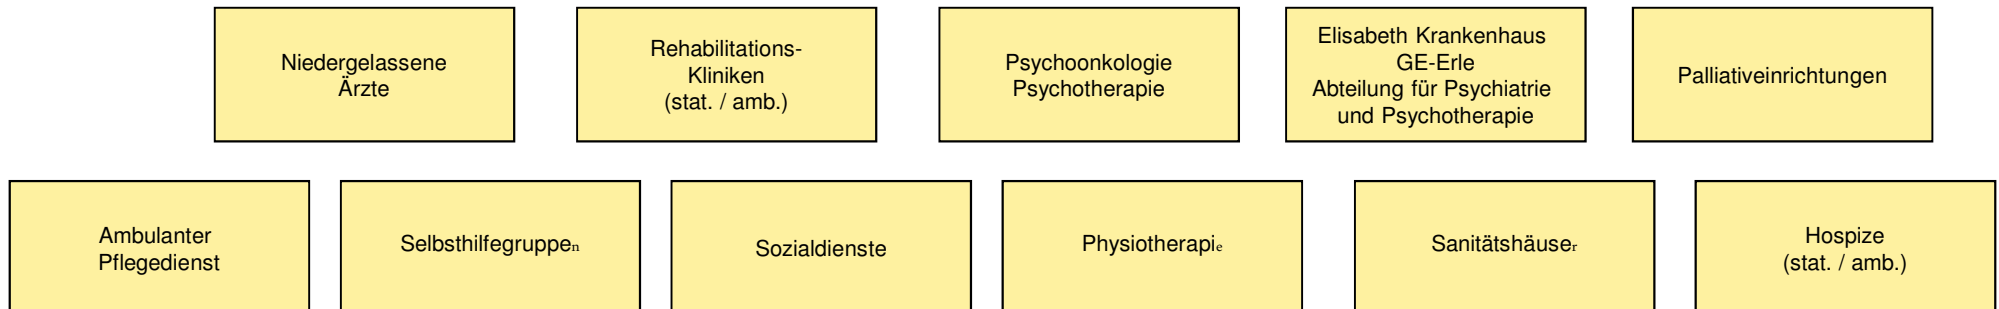 Niedergelassene
Ärzte
Rehabilitations-
Kliniken
(stat. / amb.)
Psychoonkologie
Psychotherapie
Elisabeth Krankenhaus
GE-Erle
Abteilung für Psychiatrie
und Psychotherapie
Palliativeinrichtungen
Ambulanter
Pflegedienst
Selbsthilfegruppen
Sozialdienste
Physiotherapie
Sanitätshäuser
Hospize
(stat. / amb.)